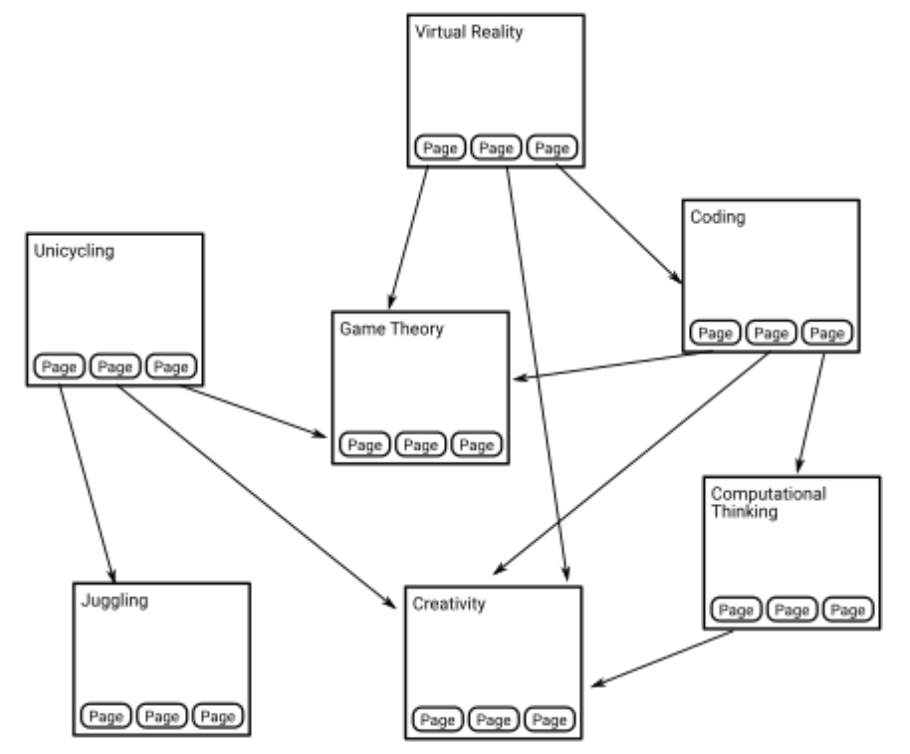 Virtual Reality
Page Page Page
Coding
Page Page Page
Unicycling
Page Page Page
Game Theory
Page Page Page
Computational
Thinking
Page Page Page
Juggling
Page Page Page
Creativity
Page Page Page